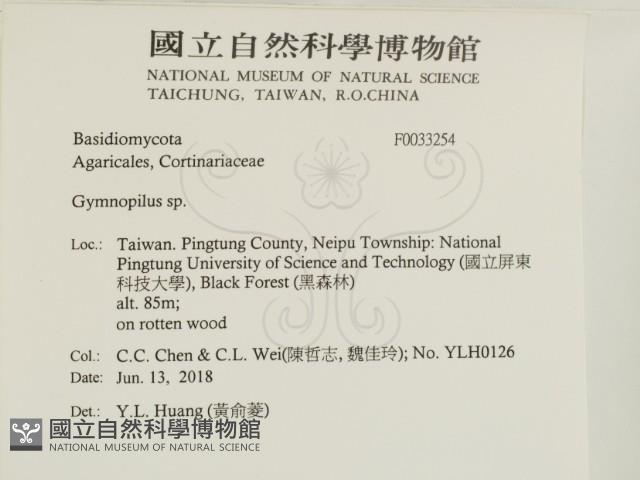 國立自然科學博物館
NATIONAL MUSEUM OF NATURAL SCIENCE
TAICHUNG, TAIWAN, R.O.CHINA
Basidiomycota F0033254
Agaricales, Cortinariaceae
Gymnopilus sp.
Loc.: Taiwan. Pingtung County, Neipu Township: National
Pingtung University of Science and Technology (國立屏東
科技大學), Black Forest (黑森林)
alt. 85m;
on rotten wood
Col.: C.C. Chen & C.L. Wei(陳哲志, 魏佳玲); No. YLH0126
Date: Jun. 13, 2018
Det.: Y.L. Huang (黃俞菱)
國立自然科學博物館
NATIONAL MUSEUM OF NATURAL SCIENCE